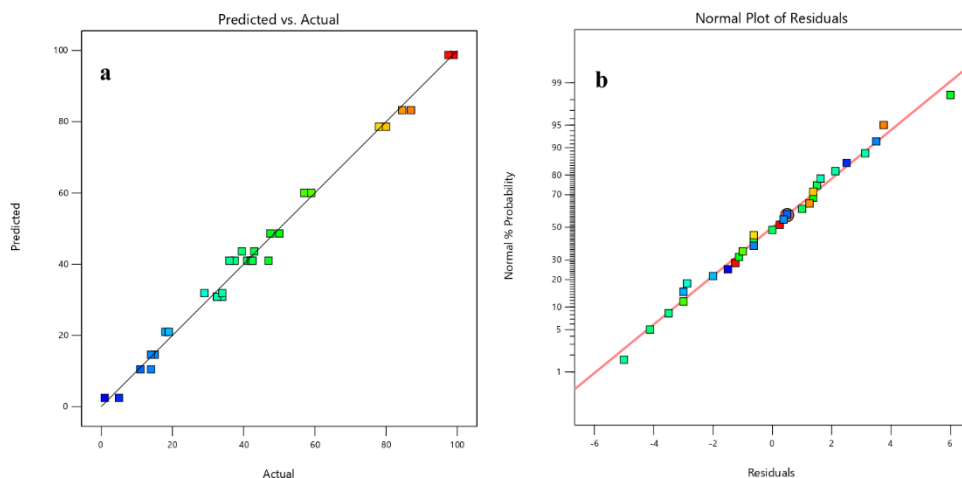 Predicted vs. Actual
a
Predicted
100
80
60
40
20
0
0 20 40 60 80 100
Actual
Normal Plot of Residuals
b
Normal % Probability
99
95
90
80
70
50
30
20
10
5
1
-6 -4 -2 0 2 4 6
Residuals